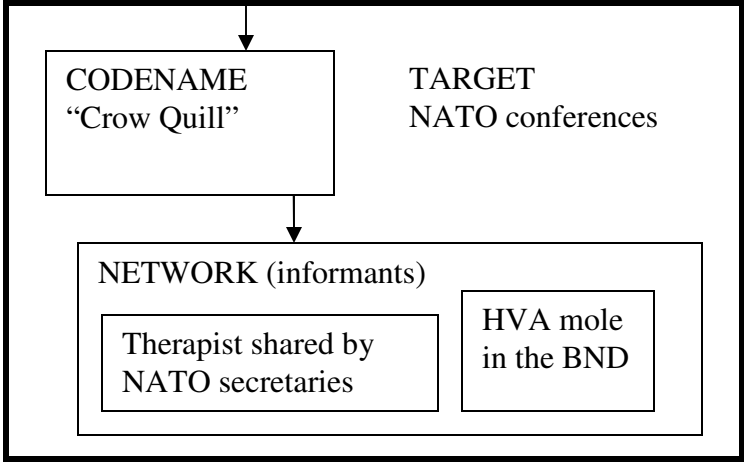 CODENAME
“Crow Quill”
TARGET
NATO conferences
NETWORK (informants)
Therapist shared by
NATO secretaries
HVA mole
in the BND